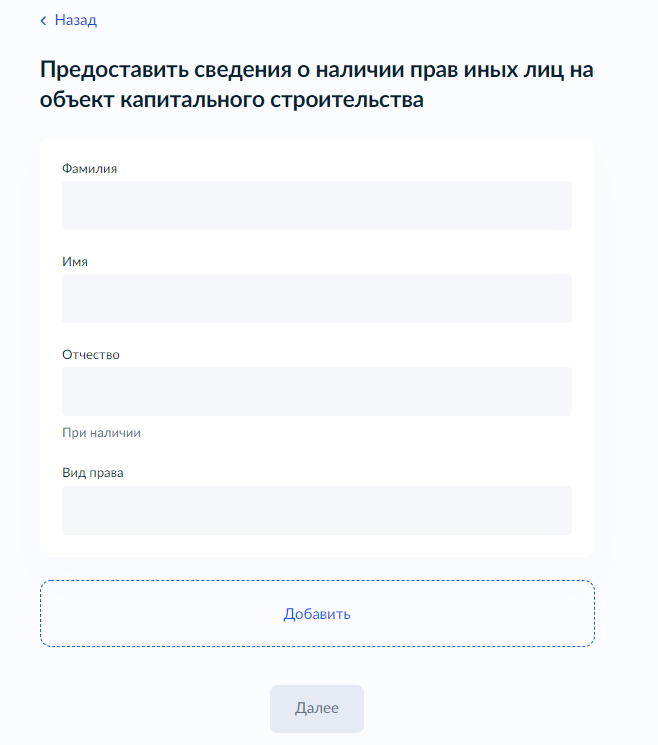 Назад
Предоставить сведения о наличии прав иных лиц на
объект капитального строительства
Фамилия
Имя
Отчество
При наличии
Вид права
Добавить
Далее